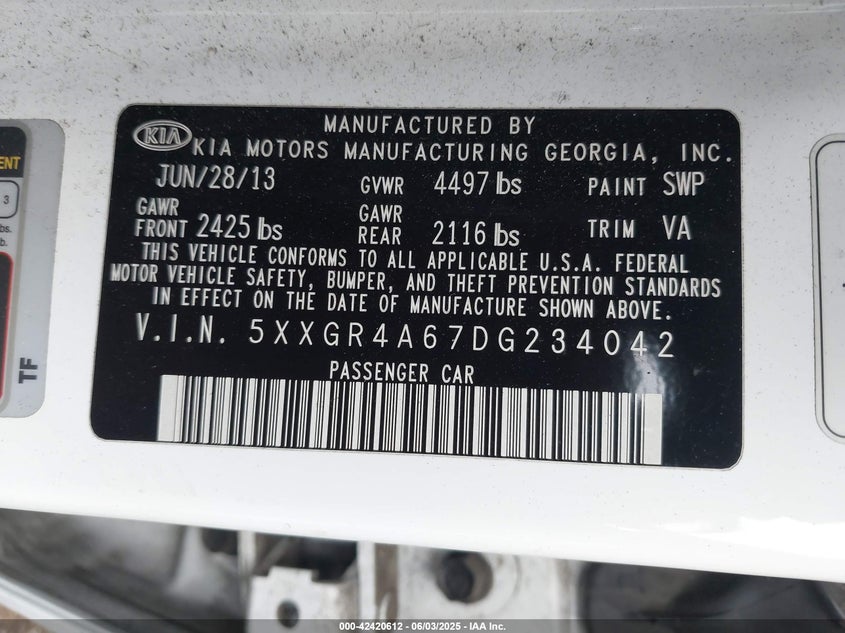 MANUFACTURED BY
KIA KIA MOTORS MANUFACTURING GEORGIA, INC.
JUN/28/13 GVWR 4497 lbs PAINT SWP
GAWR FRONT 2425 lbs GAWR REAR 2116 lbs TRIM VA
THIS VEHICLE CONFORMS TO ALL APPLICABLE U.S.A. FEDERAL
MOTOR VEHICLE SAFETY, BUMPER, AND THEFT PREVENTION STANDARDS
IN EFFECT ON THE DATE OF MANUFACTURE SHOWN ABOVE.
V.I.N. 5XXGR4A67DG234042
PASSENGER CAR
3
TF
000-42420612 - 06/03/2025 - IAA Inc.